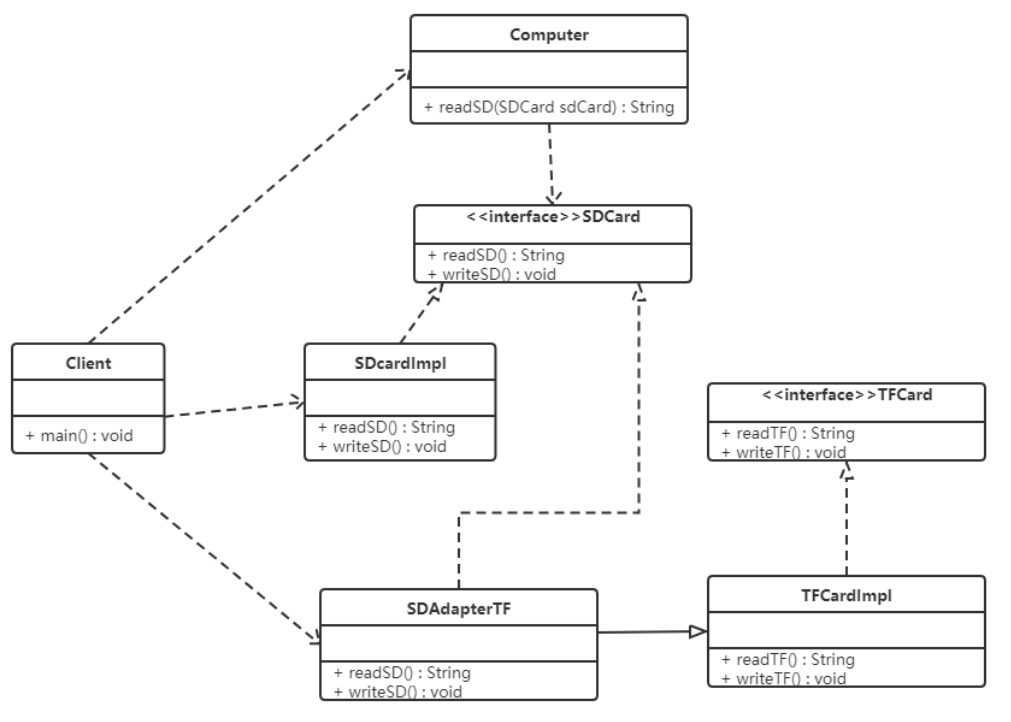 Computer
+ readSD(SDCard sdCard) : String
<<interface>>SDCard
+ readSD() : String
+ writeSD() : void
Client
+ main() : void
SDcardImpl
+ readSD() : String
+ writeSD() : void
<<interface>>TFCard
+ readTF() : String
+ writeTF() : void
SDAdapterTF
+ readSD() : String
+ writeSD() : void
TFCardImpl
+ readTF() : String
+ writeTF() : void